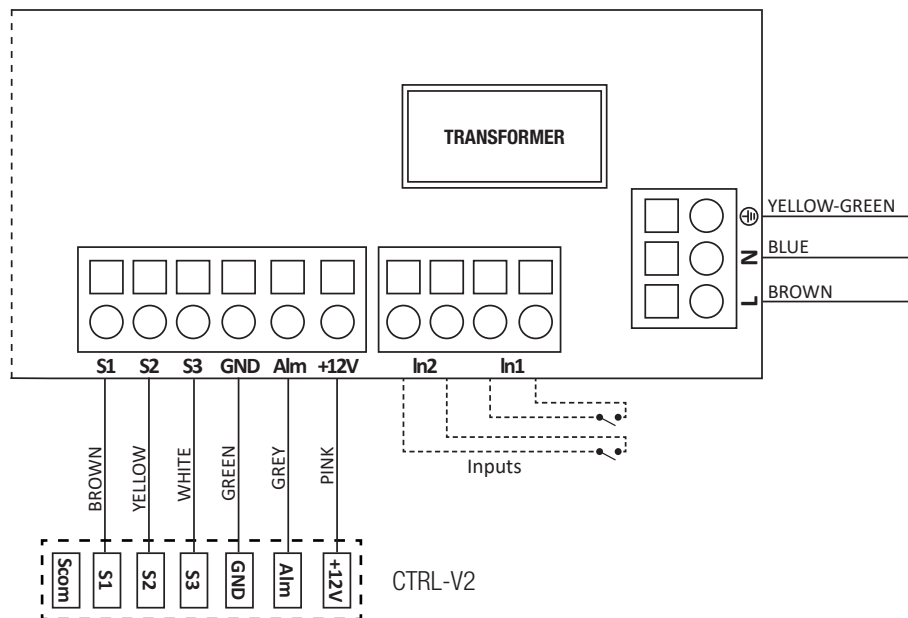 TRANSFORMER
YELLOW-GREEN
N BLUE
L BROWN
S1 S2 S3 GND Alm +12V In2 In1
BROWN YELLOW WHITE GREEN GREY PINK
Inputs
Scom S1 S2 S3 GND Alm +12V
CTRL-V2